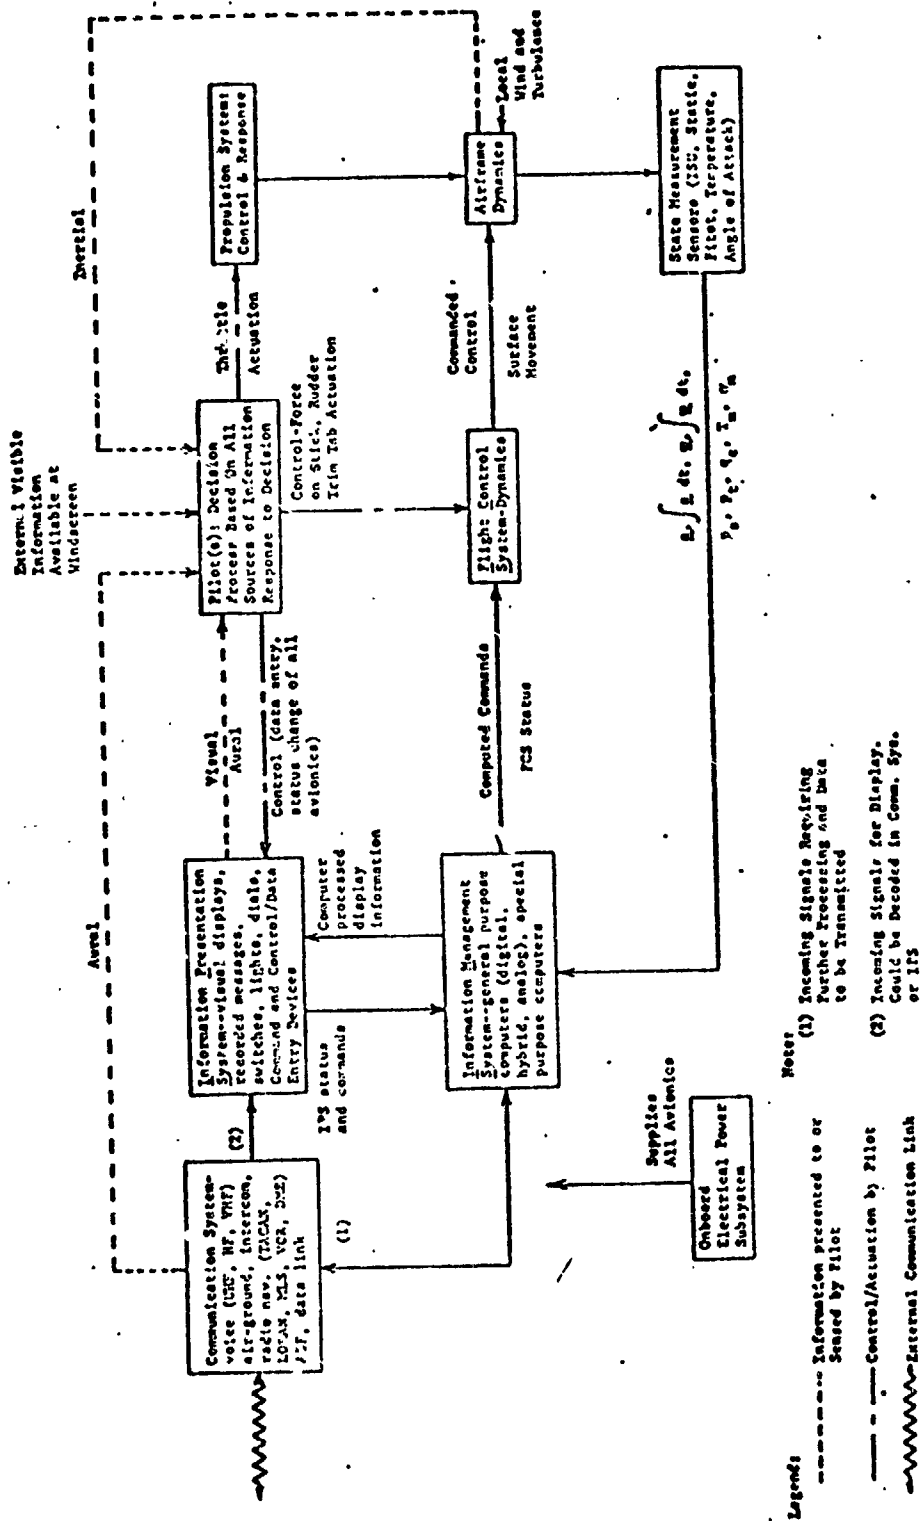 External Visible
Information
Available at
Windscreen
Aural
Inertial
Communication System-
voice (UHF, HF, VHF)
air-ground, intercom,
radio nav. (TACAN,
LORAN, MLS, VOR, DME)
ADF, data link
(2)
(1)
Information Presentation
System--visual displays,
recorded messages,
switches, lights, dials,
Command and Control/Data
Entry Devices
IPS status
and commands
Computer
processed
display
information
Visual
Aural
Control (data entry,
status change of all
avionics)
Pilot(s): Decision
Process Based On All
Sources of Information
Response to Decision
Throttle
Actuation
Propulsion System:
Control & Response
Control-Force
on Stick, Rudder
Trim Tab Actuation
Information Management
System--general purpose
computers (digital,
hybrid, analog), special
purpose computers
Computed Commands
FCS Status
Flight Control
System-Dynamics
Commanded
Control
Surface
Movement
Airframe
Dynamics
Local
Wind and
Turbulence
State Measurement
Sensors (ISU, Static,
Pitot, Temperature,
Angle of Attack)
Supplies
All Avionics
Onboard
Electrical Power
Subsystem
Legend:
Information presented to or
Sensed by Pilot
Control/Actuation by Pilot
External Communication Link
Note:
(1) Incoming Signals Requiring
Further Processing and Data
to be Transmitted
(2) Incoming Signals for Display.
Could be Decoded in Comm. Sys.
or IPS